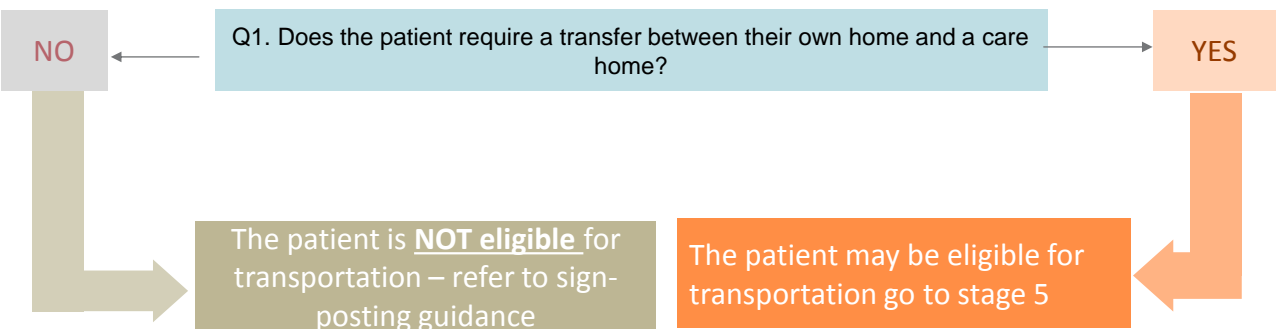 NO
Q1. Does the patient require a transfer between their own home and a care
home?
YES
The patient is NOT eligible for
transportation – refer to sign-
posting guidance
The patient may be eligible for
transportation go to stage 5